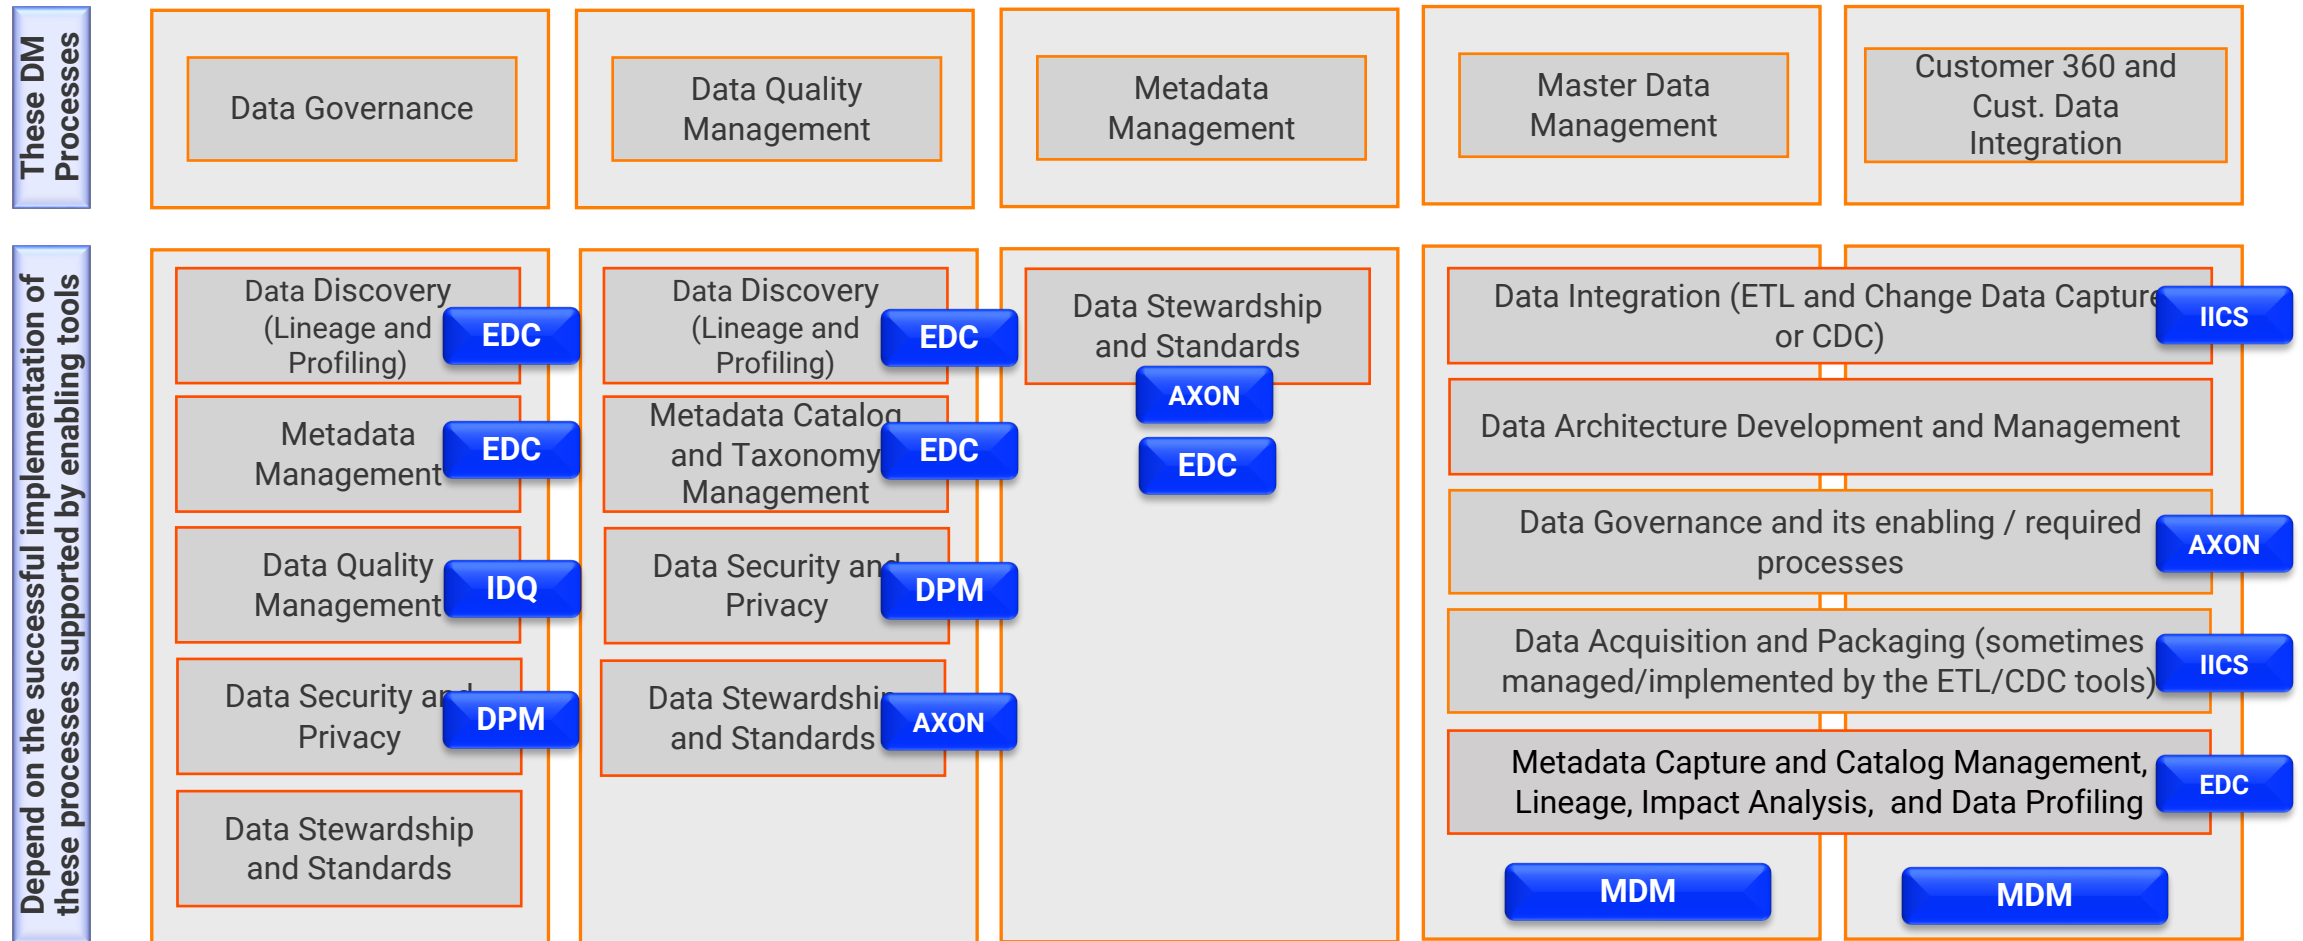 These DM
Processes
Data Governance
Data Quality
Management
Metadata
Management
Master Data
Management
Customer 360 and
Cust. Data
Integration
Depend on the successful implementation of
these processes supported by enabling tools
Data Discovery
(Lineage and
Profiling)
EDC
Metadata
Management
EDC
Data Quality
Management
IDQ
Data Security and
Privacy
DPM
Data Stewardship
and Standards
Data Discovery
(Lineage and
Profiling)
EDC
Metadata Catalog
and Taxonomy
Management
EDC
Data Security and
Privacy
DPM
Data Stewardship
and Standards
AXON
Data Stewardship
and Standards
AXON
EDC
Data Integration (ETL and Change Data Capture
or CDC)
IICS
Data Architecture Development and Management
Data Governance and its enabling / required
processes
AXON
Data Acquisition and Packaging (sometimes
managed/implemented by the ETL/CDC tools)
IICS
Metadata Capture and Catalog Management,
Lineage, Impact Analysis,  and Data Profiling
EDC
MDM
MDM